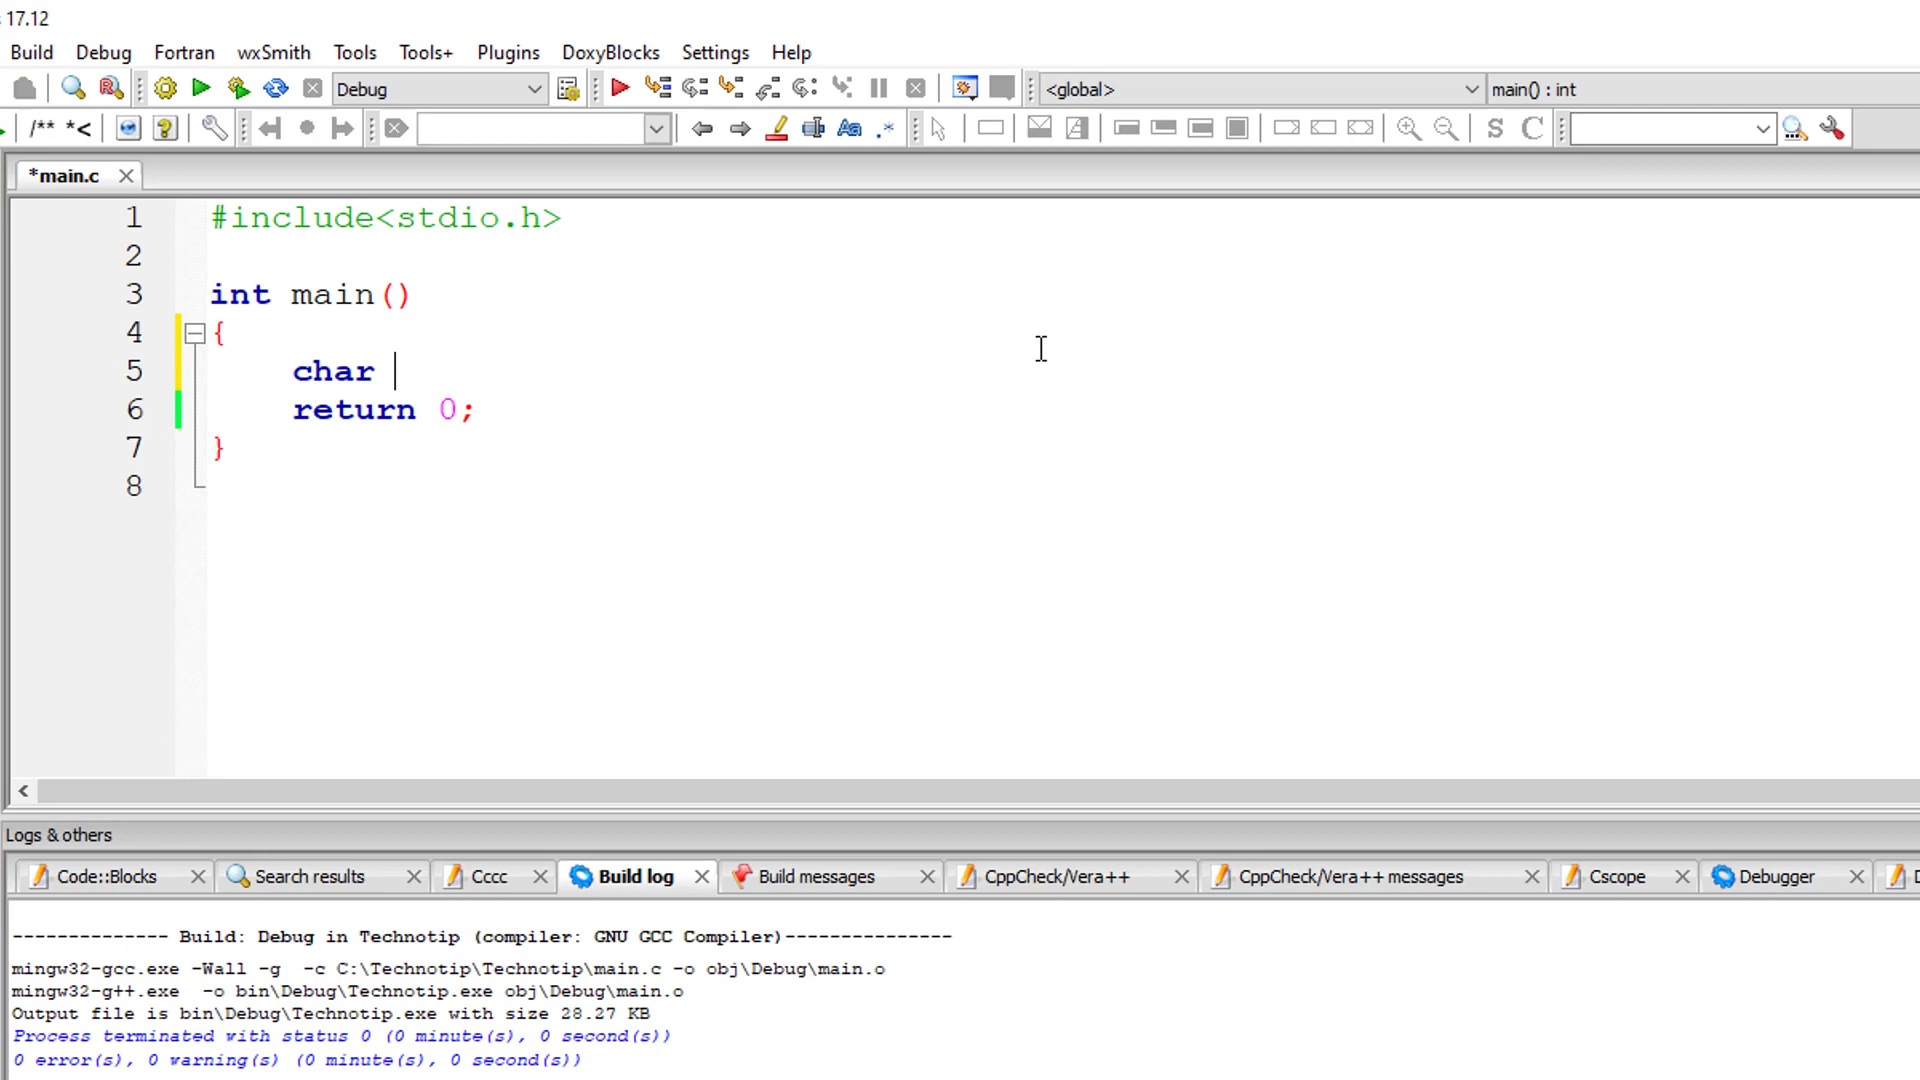 17.12
Build Debug Fortran wxSmith Tools Tools+ Plugins DoxyBlocks Settings Help
Debug <global> main() : int
/** *< Aa .* S C
*main.c
1 #include<stdio.h>
2
3 int main()
4 {
5 char
6 return 0;
7 }
8
Logs & others
Code::Blocks Search results Cccc Build log Build messages CppCheck/Vera++ CppCheck/Vera++ messages Cscope Debugger
-------------- Build: Debug in Technotip (compiler: GNU GCC Compiler)---------------
mingw32-gcc.exe -Wall -g  -c C:\Technotip\Technotip\main.c -o obj\Debug\main.o
mingw32-g++.exe  -o bin\Debug\Technotip.exe obj\Debug\main.o
Output file is bin\Debug\Technotip.exe with size 28.27 KB
Process terminated with status 0 (0 minute(s), 0 second(s))
0 error(s), 0 warning(s) (0 minute(s), 0 second(s))